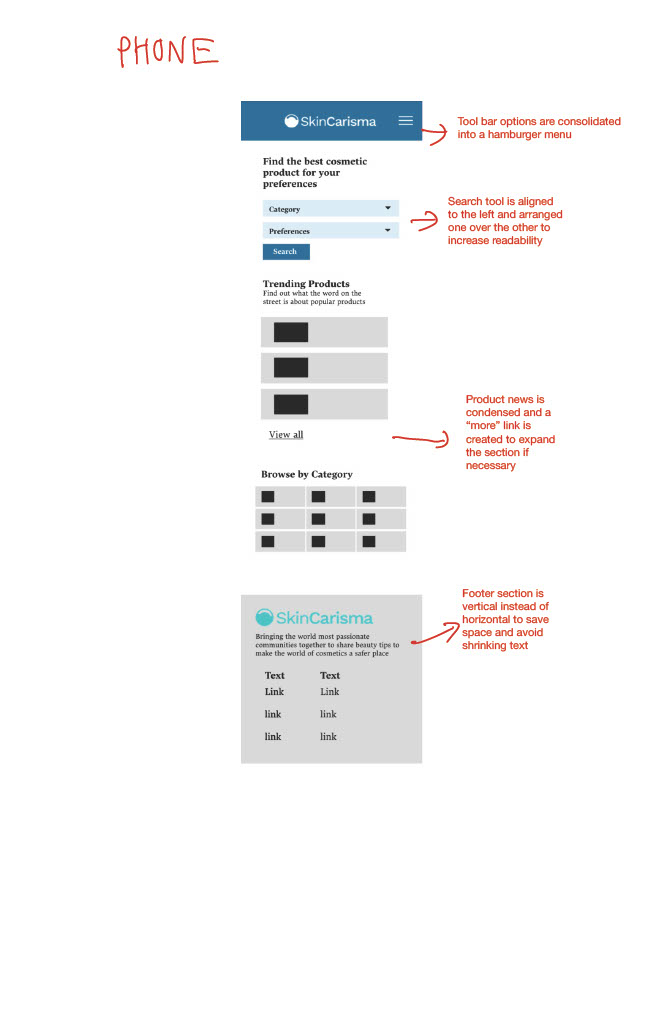 PHONE
SkinCarisma
Tool bar options are consolidated
into a hamburger menu
Find the best cosmetic
product for your
preferences
Category
Preferences
Search
Search tool is aligned
to the left and arranged
one over the other to
increase readability
Trending Products
Find out what the word on the
street is about popular products
View all
Product news is
condensed and a
“more” link is
created to expand
the section if
necessary
Browse by Category
SkinCarisma
Bringing the world most passionate
communities together to share beauty tips to
make the world of cosmetics a safer place
Text Text
Link Link
link link
link link
Footer section is
vertical instead of
horizontal to save
space and avoid
shrinking text